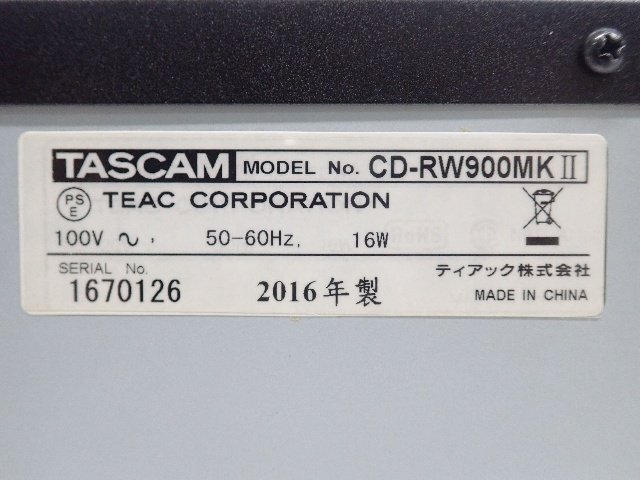 TASCAM MODEL No. CD-RW900MKⅡ
PSE TEAC CORPORATION
100V ∿, 50-60Hz, 16W
SERIAL No. ティアック株式会社
1670126 2016年製 MADE IN CHINA